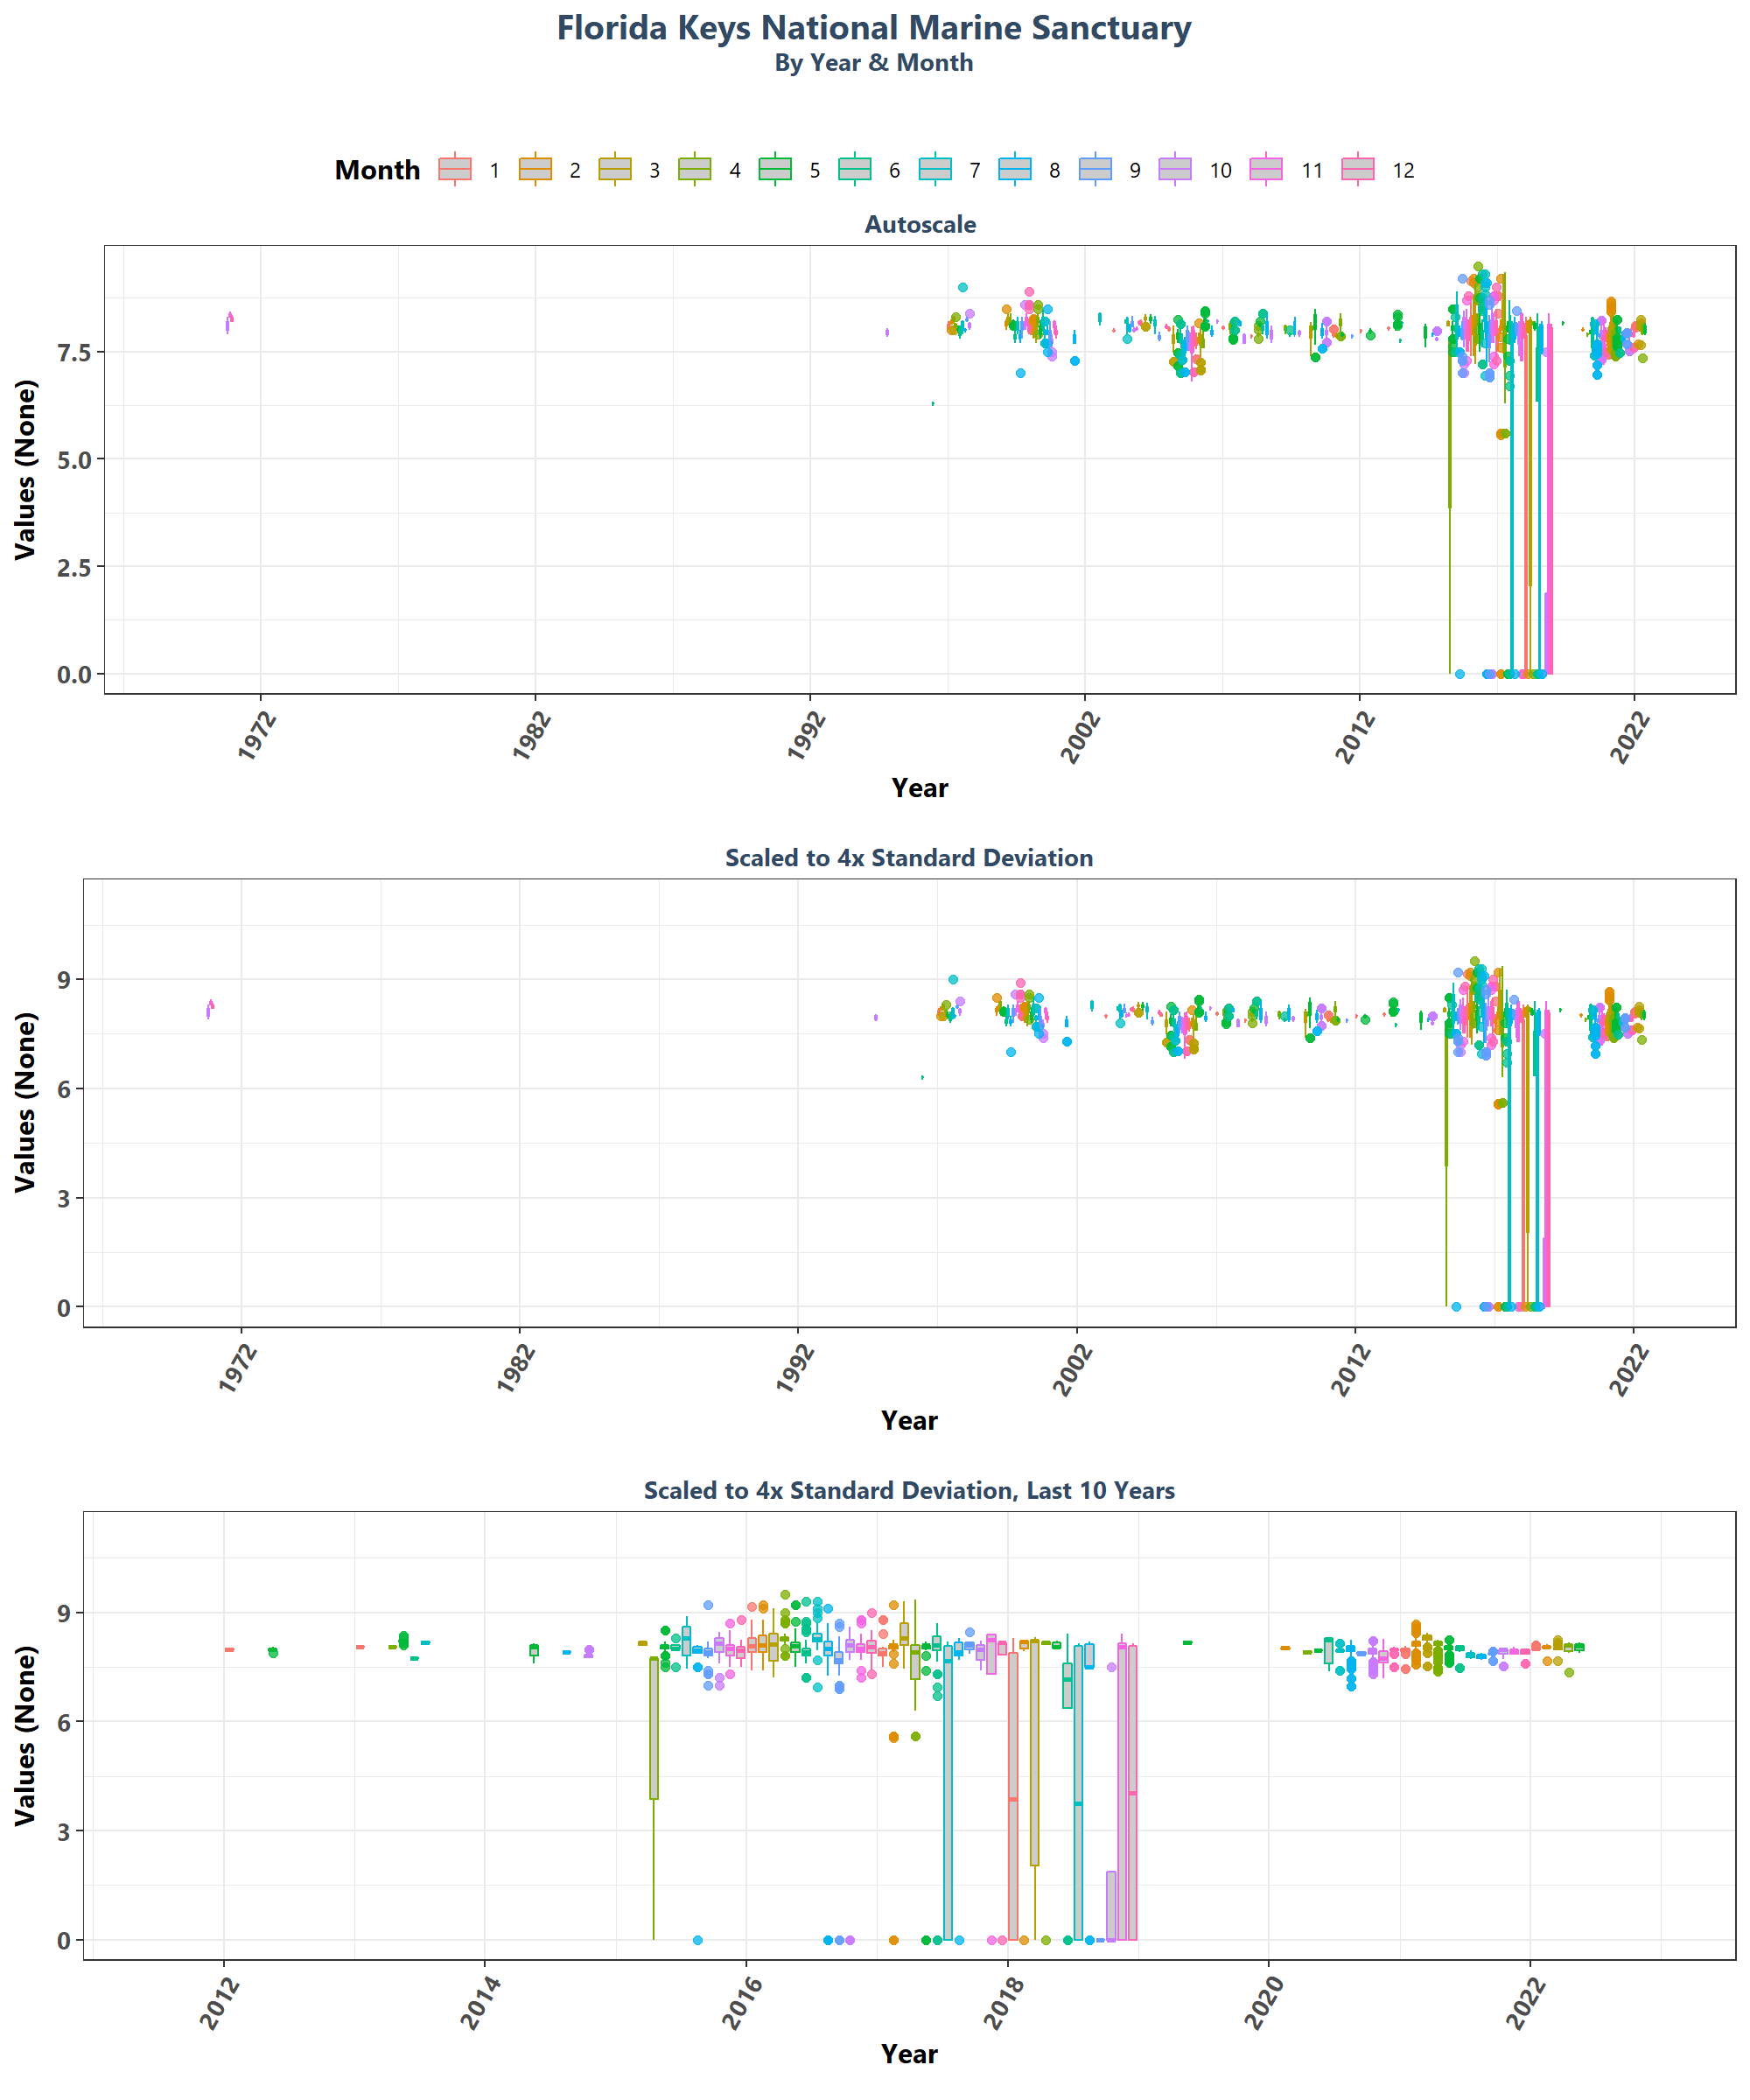 Florida Keys National Marine Sanctuary
By Year & Month
Month 1 2 3 4 5 6 7 8 9 10 11 12
Autoscale
Values (None)
7.5
5.0
2.5
0.0
1972 1982 1992 2002 2012 2022
Year
Scaled to 4x Standard Deviation
Values (None)
9
6
3
0
1972 1982 1992 2002 2012 2022
Year
Scaled to 4x Standard Deviation, Last 10 Years
Values (None)
9
6
3
0
2012 2014 2016 2018 2020 2022
Year